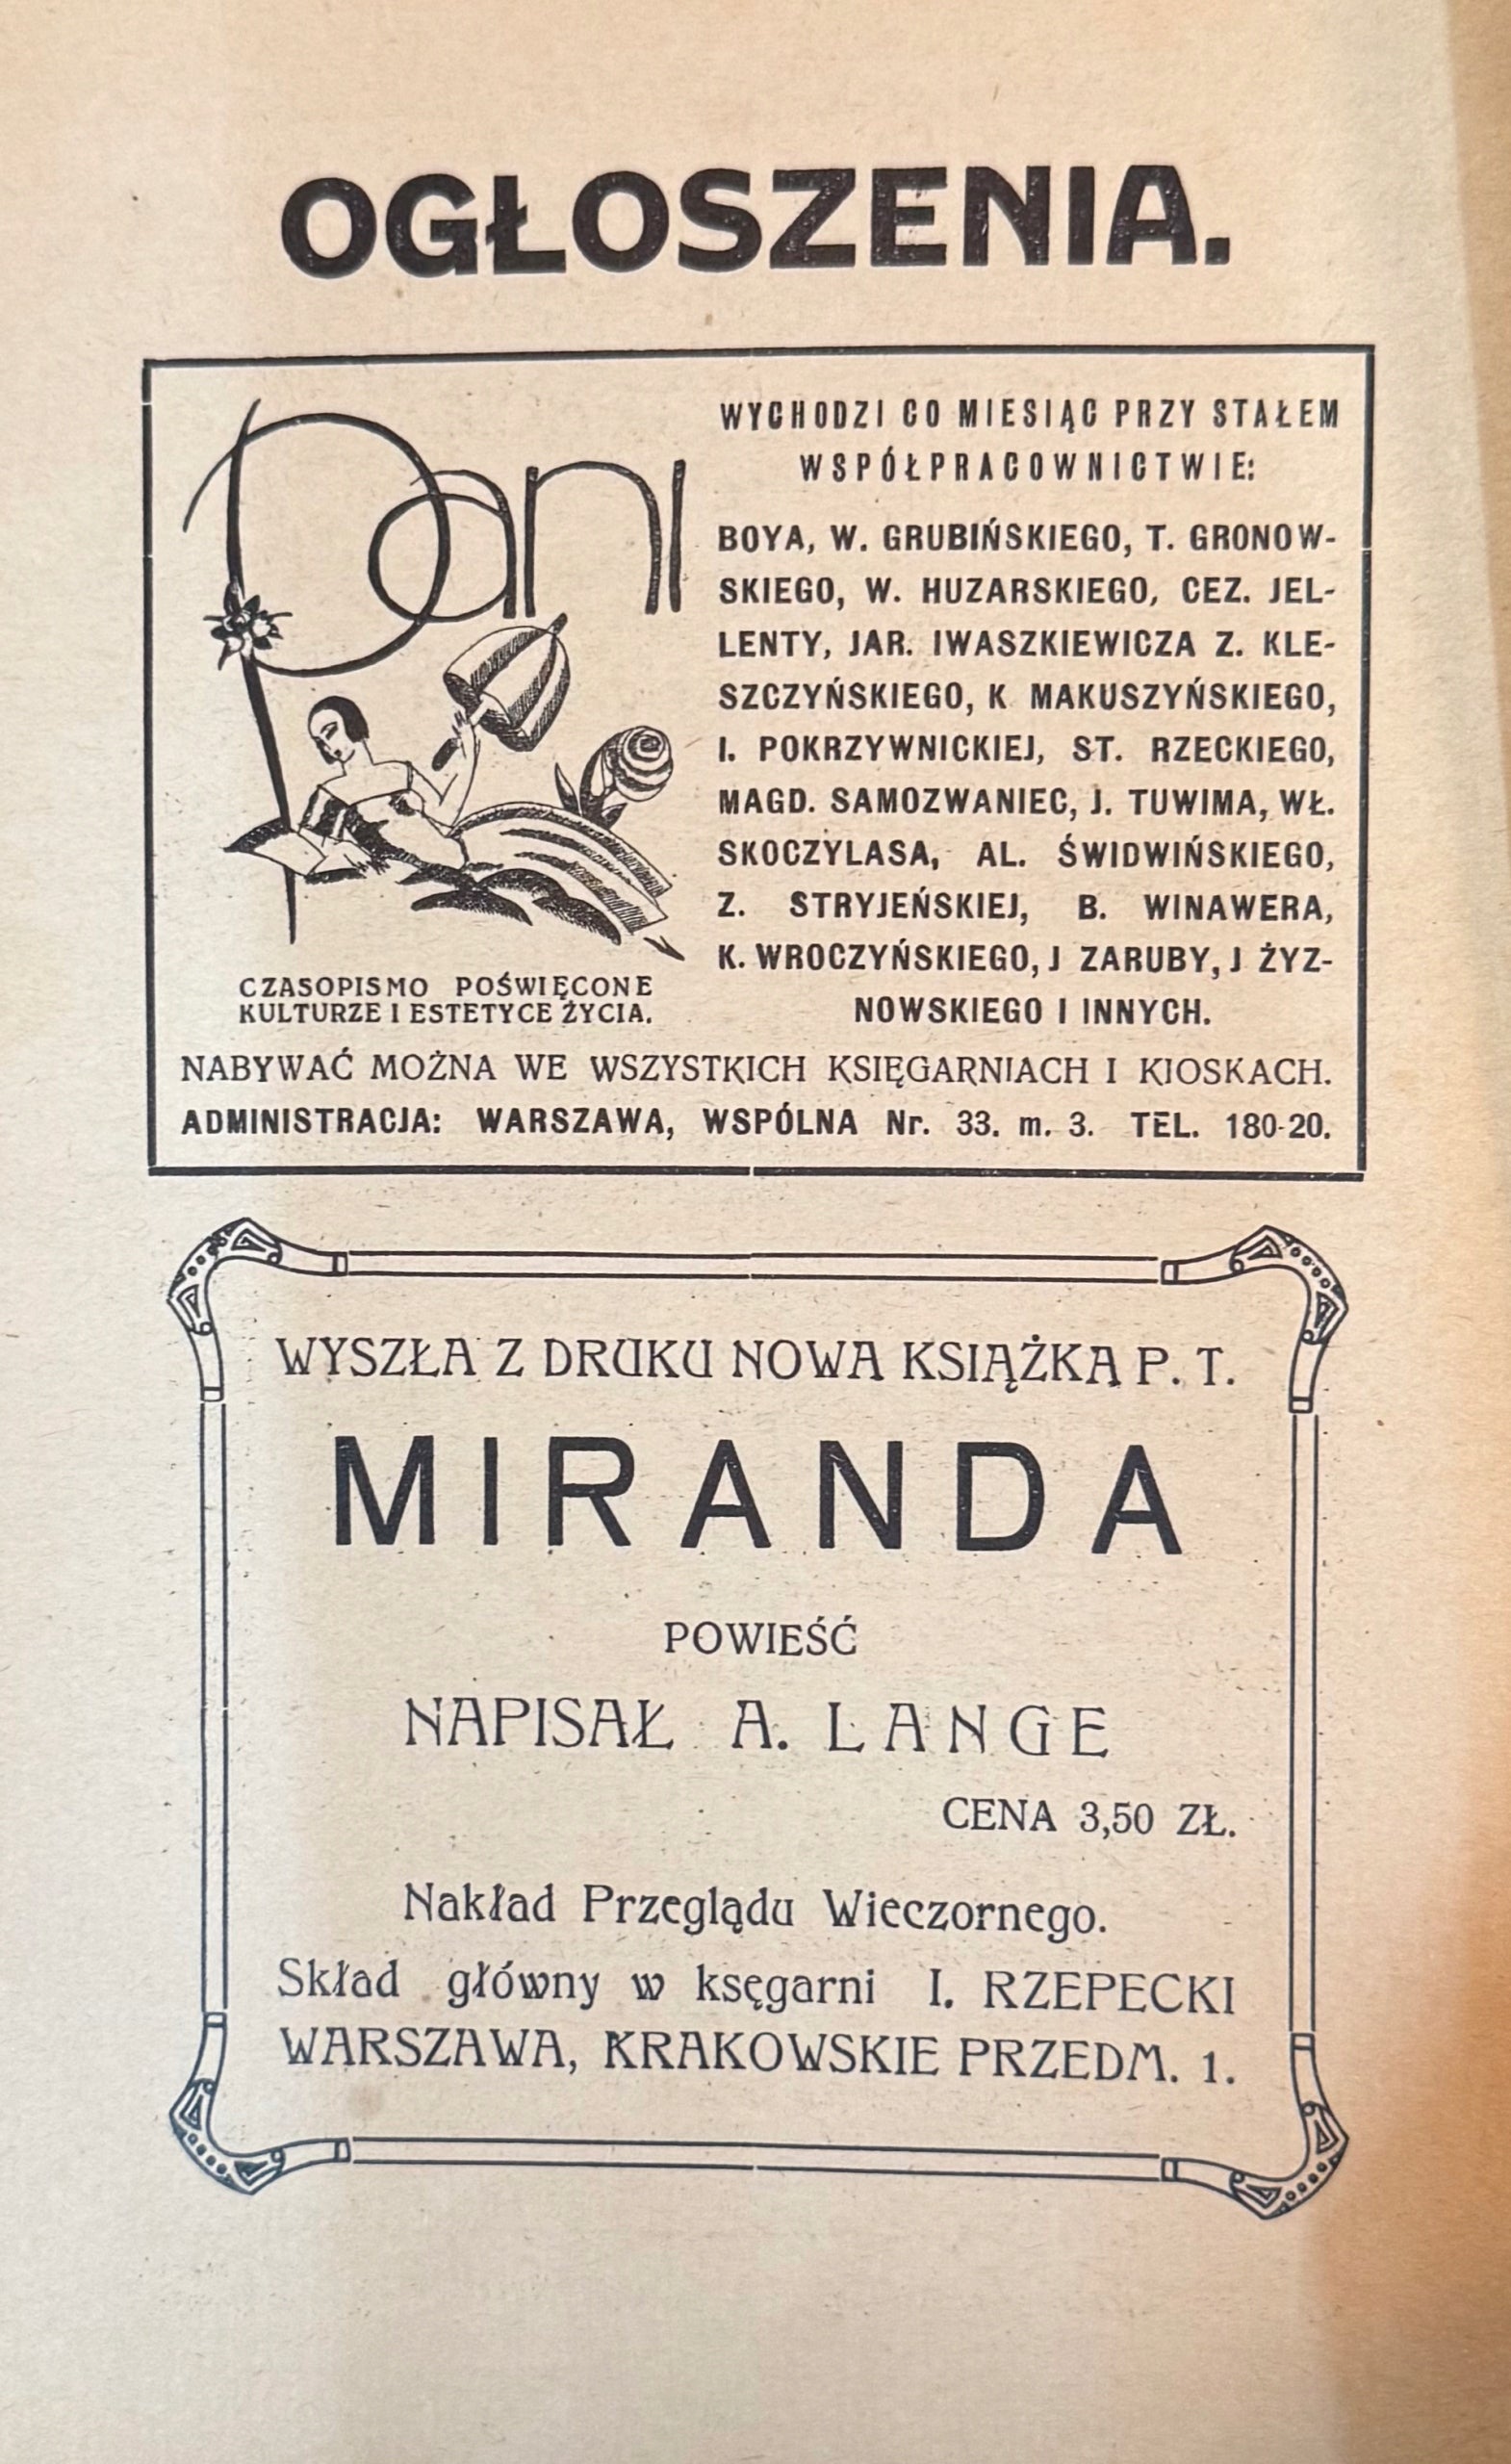 OGŁOSZENIA.
Pani
CZASOPISMO POŚWIĘCONE
KULTURZE I ESTETYCE ŻYCIA.
WYCHODZI CO MIESIĄC PRZY STAŁEM
WSPÓŁPRACOWNICTWIE:
BOYA, W. GRUBIŃSKIEGO, T. GRONOW-
SKIEGO, W. HUZARSKIEGO, CEZ. JEL-
LENTY, JAR. IWASZKIEWICZA Z. KLE-
SZCZYŃSKIEGO, K MAKUSZYŃSKIEGO,
I. POKRZYWNICKIEJ, ST. RZECKIEGO,
MAGD. SAMOZWANIEC, J. TUWIMA, WŁ.
SKOCZYLASA, AL. ŚWIDWIŃSKIEGO,
Z. STRYJEŃSKIEJ, B. WINAWERA,
K. WROCZYŃSKIEGO, J ZARUBY, J ŻYZ-
NOWSKIEGO I INNYCH.
NABYWAĆ MOŻNA WE WSZYSTKICH KSIĘGARNIACH I KIOSKACH.
ADMINISTRACJA: WARSZAWA, WSPÓLNA Nr. 33. m. 3. TEL. 180-20.
WYSZŁA Z DRUKU NOWA KSIĄŻKA P. T.
MIRANDA
POWIEŚĆ
NAPISAŁ A. LANGE
CENA 3,50 ZŁ.
Nakład Przeglądu Wieczornego.
Skład główny w ksęgarni I. RZEPECKI
WARSZAWA, KRAKOWSKIE PRZEDM. 1.